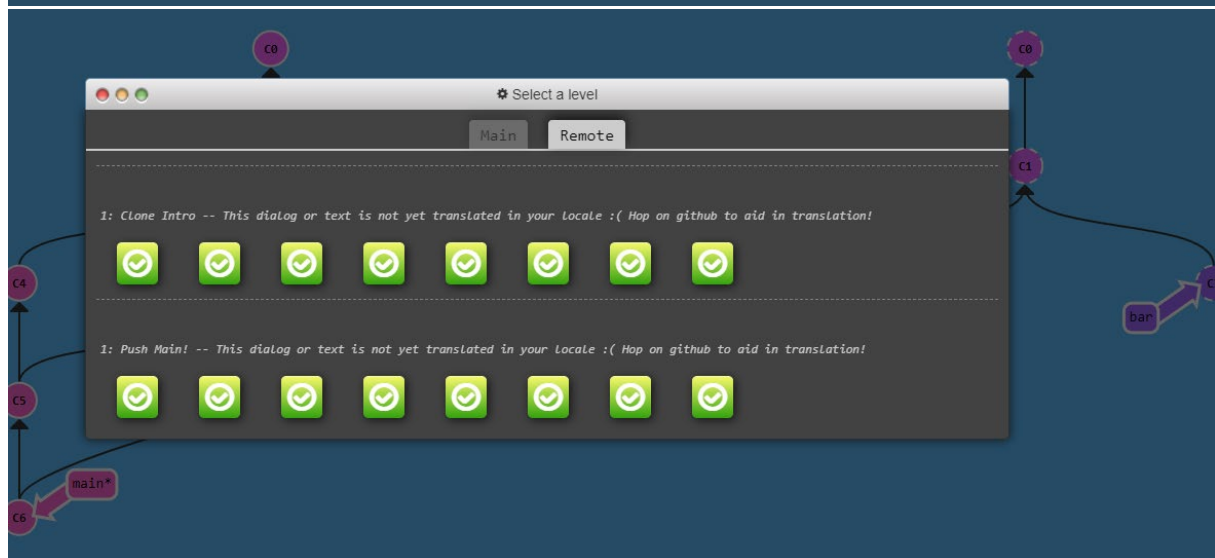 C0
C0
Select a level
Main Remote
C1
1: Clone Intro -- This dialog or text is not yet translated in your locale :( Hop on github to aid in translation!
C4
bar
1: Push Main! -- This dialog or text is not yet translated in your locale :( Hop on github to aid in translation!
C5
main*
C6